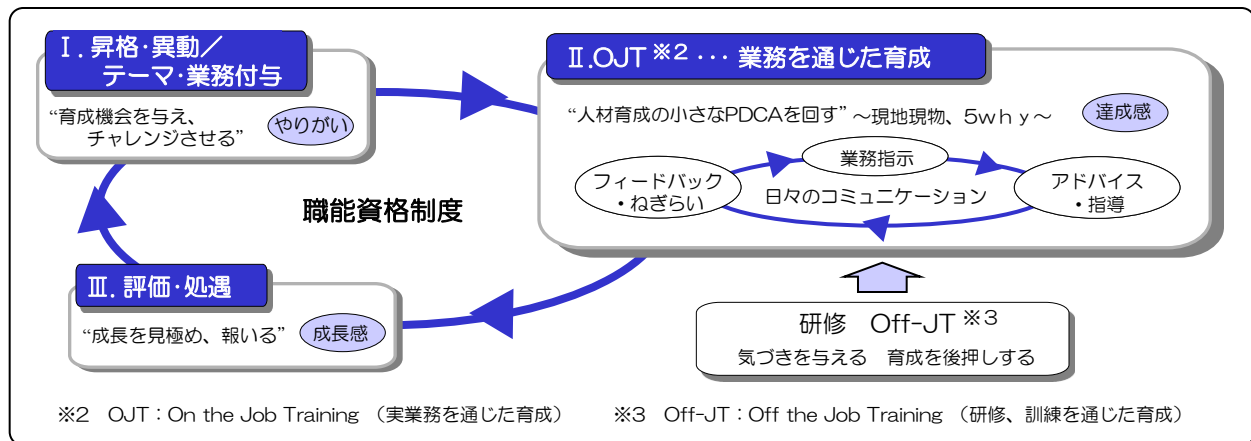 Ⅰ. 昇格・異動／
テーマ・業務付与
“育成機会を与え、
チャレンジさせる”
やりがい
Ⅱ.OJT ※2 ･･･ 業務を通じた育成
“人材育成の小さなPDCAを回す” ～現地現物、5ｗｈｙ～
達成感
業務指示
フィードバック
・ねぎらい
日々のコミュニケーション
アドバイス
・指導
職能資格制度
Ⅲ. 評価・処遇
“成長を見極め、報いる”
成長感
研修　Off-JT ※3
気づきを与える　育成を後押しする
※2　OJT：On the Job Training （実業務を通じた育成）
※3　Off-JT：Off the Job Training （研修、訓練を通じた育成）